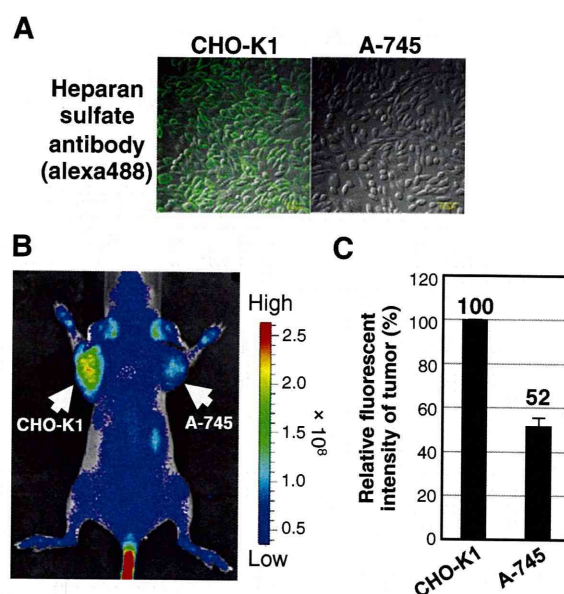 A
CHO-K1 A-745
Heparan
sulfate
antibody
(alexa488)
B
High
2.5
2.0
1.5
1.0
0.5
× 10⁸
Low
CHO-K1
A-745
C
Relative fluorescent
intensity of tumor (%)
120
100
80
60
40
20
0
100
52
CHO-K1
A-745